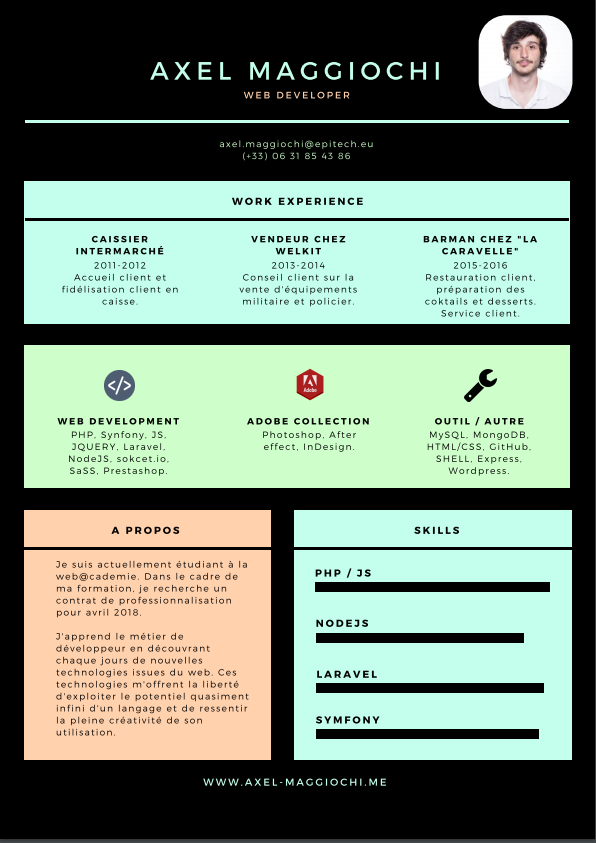 AXEL MAGGIOCHI
WEB DEVELOPER
axel.maggiochi@epitech.eu
(+33) 06 31 85 43 86
WORK EXPERIENCE
CAISSIER
INTERMARCHÉ
2011-2012
Accueil client et
fidélisation client en
caisse.
VENDEUR CHEZ
WELKIT
2013-2014
Conseil client sur la
vente d'équipements
militaire et policier.
BARMAN CHEZ "LA
CARAVELLE"
2015-2016
Restauration client,
préparation des
coktails et desserts.
Service client.
</>
WEB DEVELOPMENT
PHP, Synfony, JS,
JQUERY, Laravel,
NodeJS, sokcet.io,
SaSS, Prestashop.
Adobe
ADOBE COLLECTION
Photoshop, After
effect, InDesign.
OUTIL / AUTRE
MySQL, MongoDB,
HTML/CSS, GitHub,
SHELL, Express,
Wordpress.
A PROPOS
Je suis actuellement étudiant à la
web@cademie. Dans le cadre de
ma formation, je recherche un
contrat de professionnalisation
pour avril 2018.
J'apprend le métier de
développeur en découvrant
chaque jours de nouvelles
technologies issues du web. Ces
technologies m'offrent la liberté
d'exploiter le potentiel quasiment
infini d'un langage et de ressentir
la pleine créativité de son
utilisation.
SKILLS
PHP / JS
NODEJS
LARAVEL
SYMFONY
WWW.AXEL-MAGGIOCHI.ME